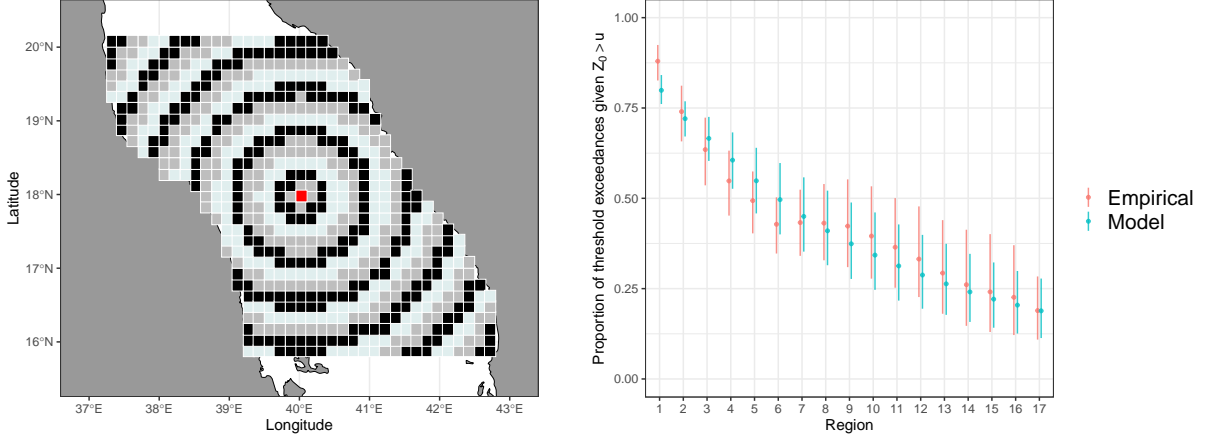 20°N
19°N
18°N
17°N
16°N
37°E 38°E 39°E 40°E 41°E 42°E 43°E
Longitude
Latitude
1.00
0.75
0.50
0.25
0.00
1 2 3 4 5 6 7 8 9 10 11 12 13 14 15 16 17
Region
Proportion of threshold exceedances given Z₀ > u
Empirical
Model